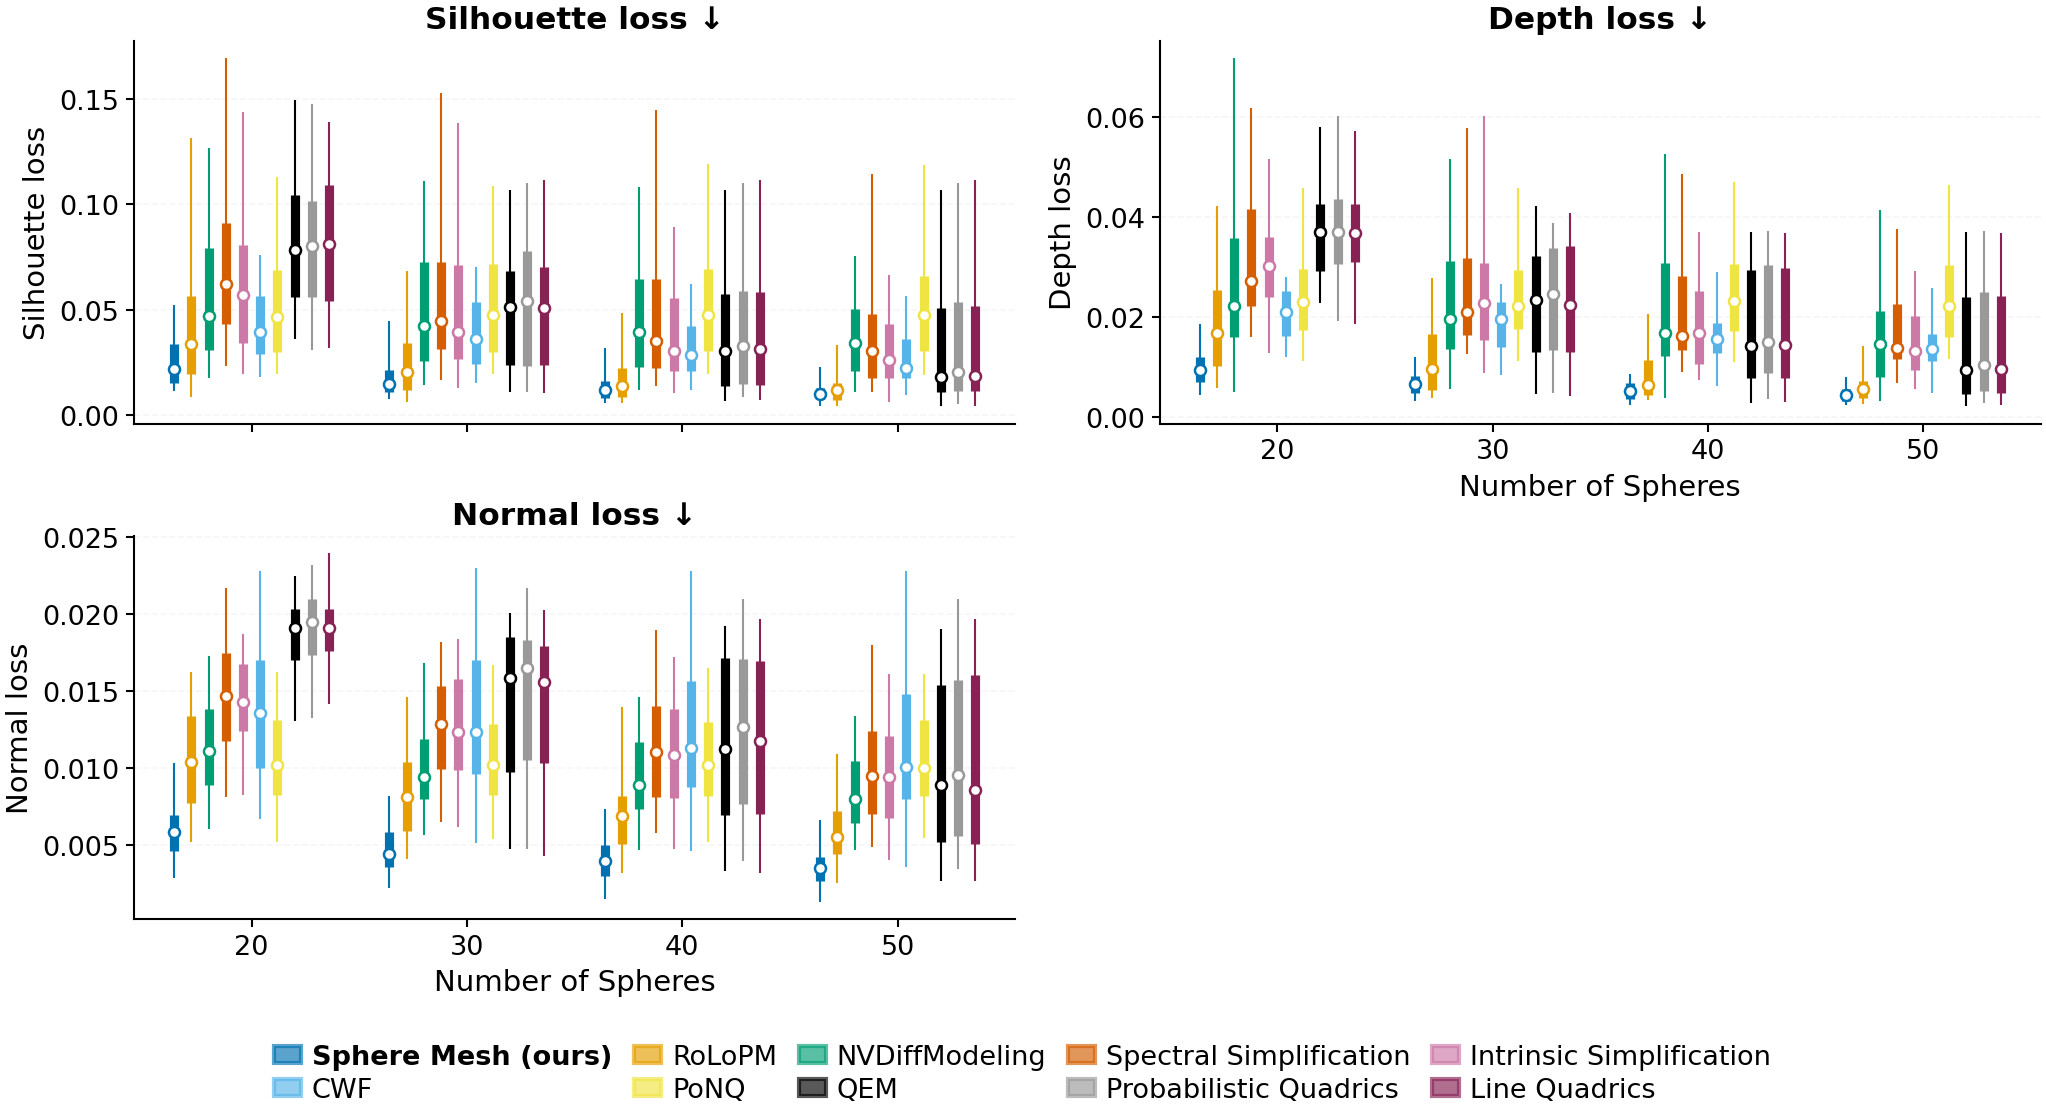 Silhouette loss ↓
Silhouette loss
0.15
0.10
0.05
0.00
Depth loss ↓
Depth loss
0.06
0.04
0.02
0.00
20 30 40 50
Number of Spheres
Normal loss ↓
Normal loss
0.025
0.020
0.015
0.010
0.005
20 30 40 50
Number of Spheres
Sphere Mesh (ours) RoLoPM NVDiffModeling Spectral Simplification Intrinsic Simplification
CWF PoNQ QEM Probabilistic Quadrics Line Quadrics